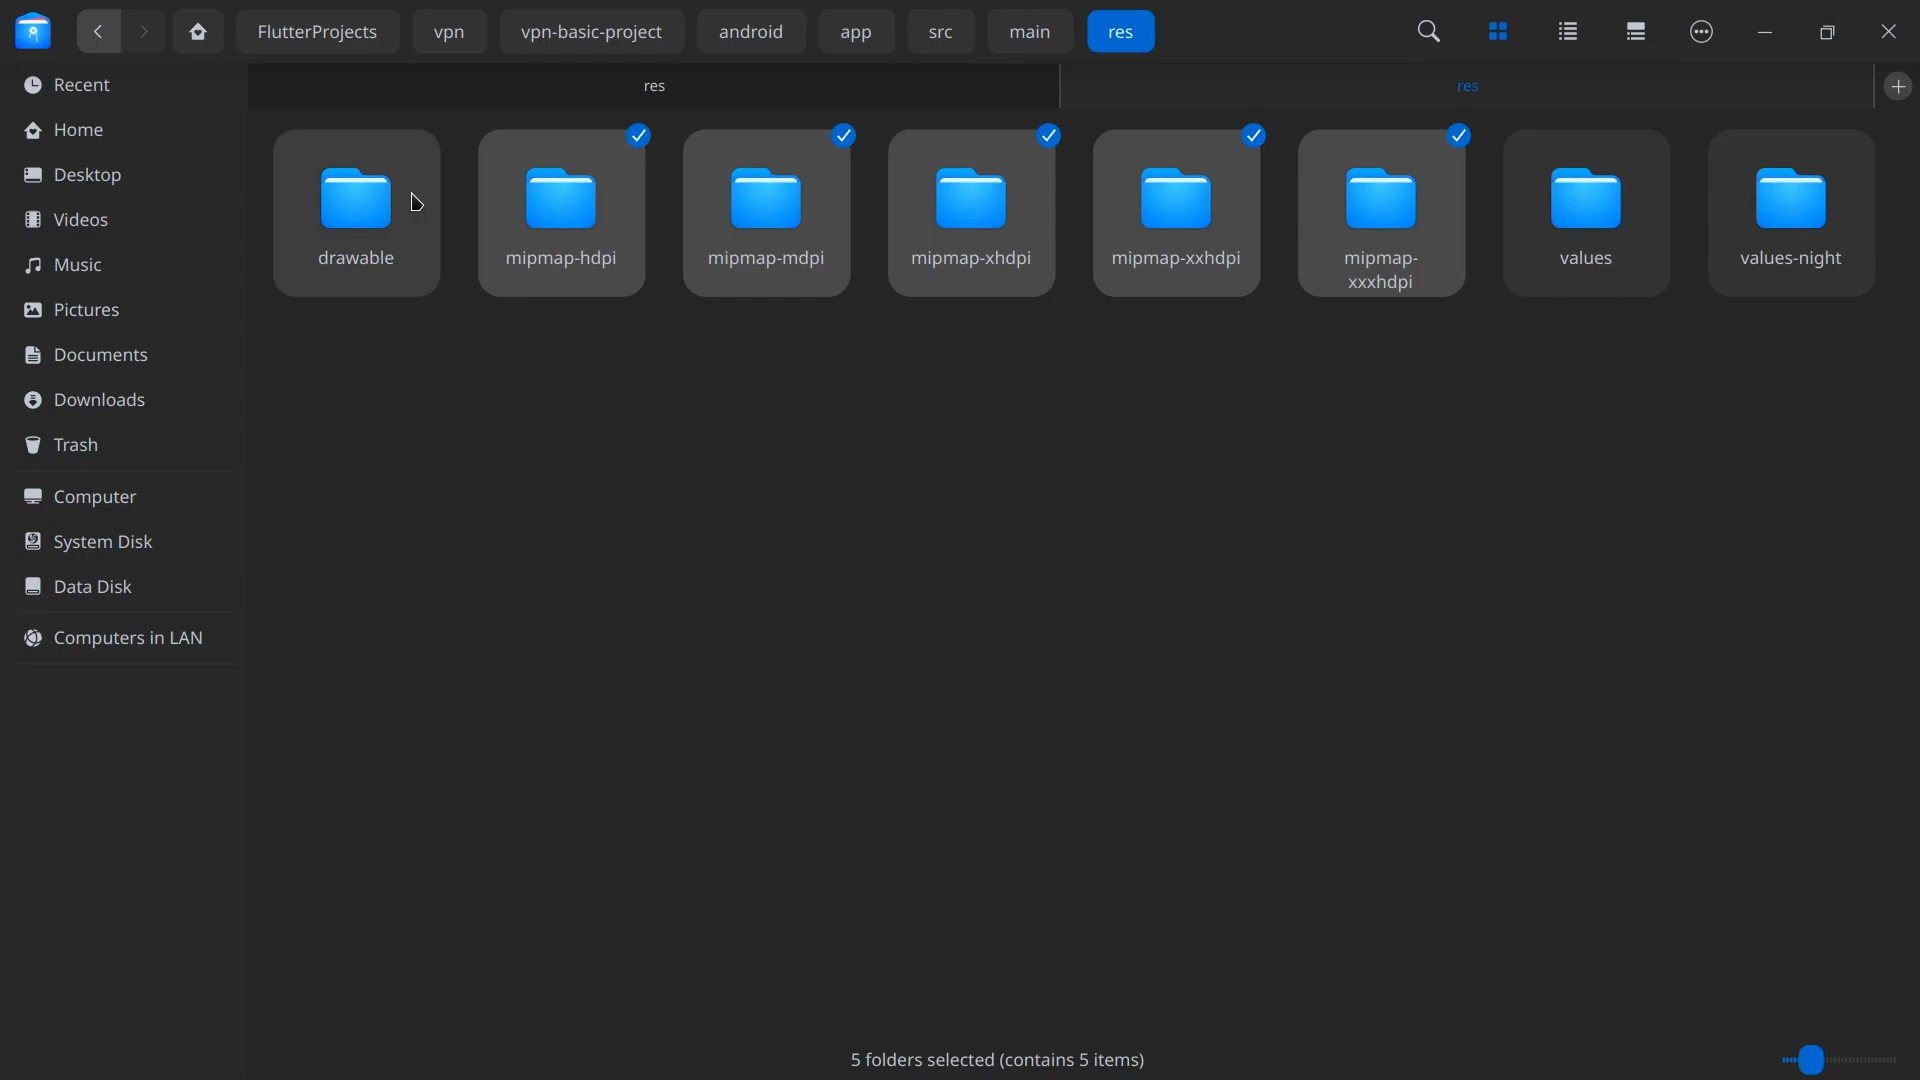 FlutterProjects
vpn
vpn-basic-project
android
app
src
main
res
Recent
Home
Desktop
Videos
Music
Pictures
Documents
Downloads
Trash
Computer
System Disk
Data Disk
Computers in LAN
res
res
drawable
mipmap-hdpi
mipmap-mdpi
mipmap-xhdpi
mipmap-xxhdpi
mipmap-
xxxhdpi
values
values-night
5 folders selected (contains 5 items)